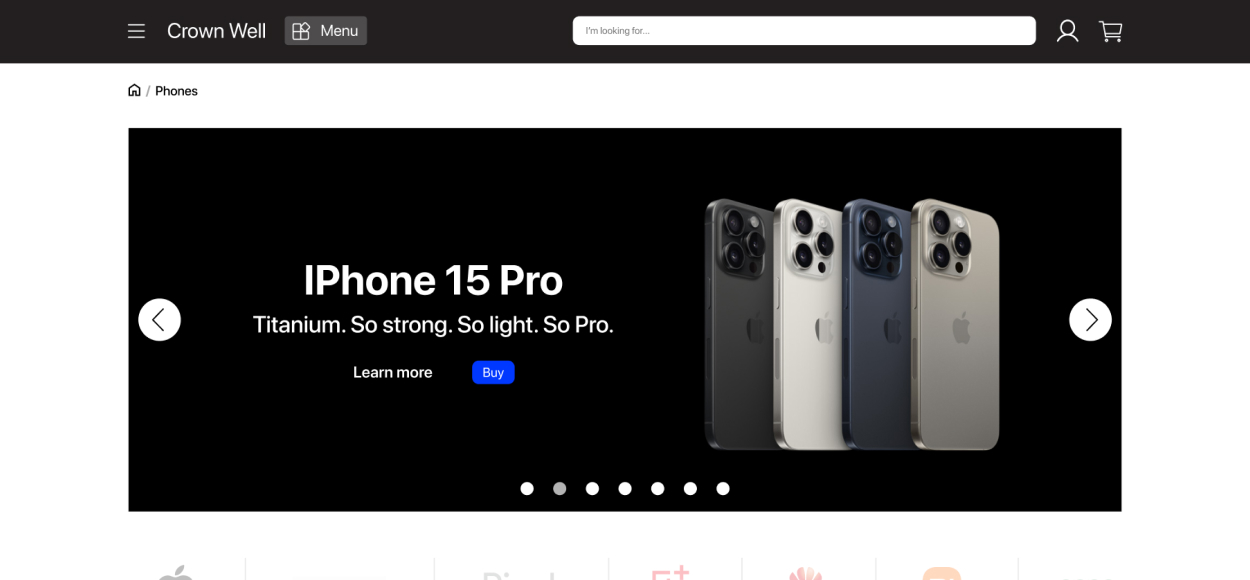 Crown Well
Menu
I'm looking for...
/ Phones
IPhone 15 Pro
Titanium. So strong. So light. So Pro.
Learn more
Buy